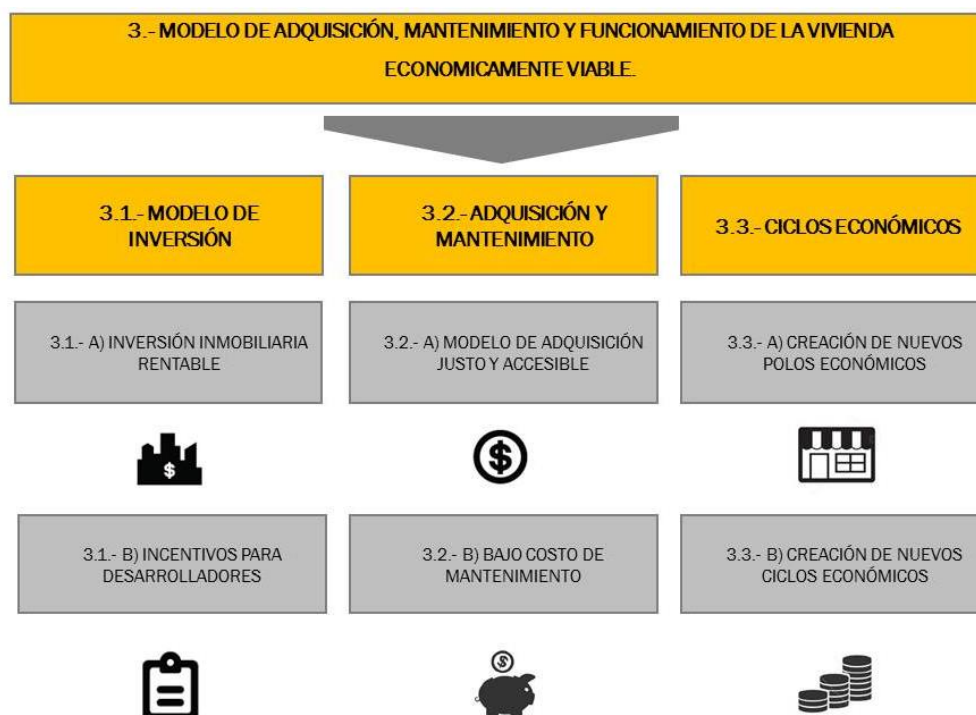 3.- MODELO DE ADQUISICIÓN, MANTENIMIENTO Y FUNCIONAMIENTO DE LA VIVIENDA
ECONOMICAMENTE VIABLE.
3.1.- MODELO DE
INVERSIÓN
3.2.- ADQUISICIÓN Y
MANTENIMIENTO
3.3.- CICLOS ECONÓMICOS
3.1.- A) INVERSIÓN INMOBILIARIA
RENTABLE
3.2.- A) MODELO DE ADQUISICIÓN
JUSTO Y ACCESIBLE
3.3.- A) CREACIÓN DE NUEVOS
POLOS ECONÓMICOS
$
$
3.1.- B) INCENTIVOS PARA
DESARROLLADORES
3.2.- B) BAJO COSTO DE
MANTENIMIENTO
3.3.- B) CREACIÓN DE NUEVOS
CICLOS ECONÓMICOS
$